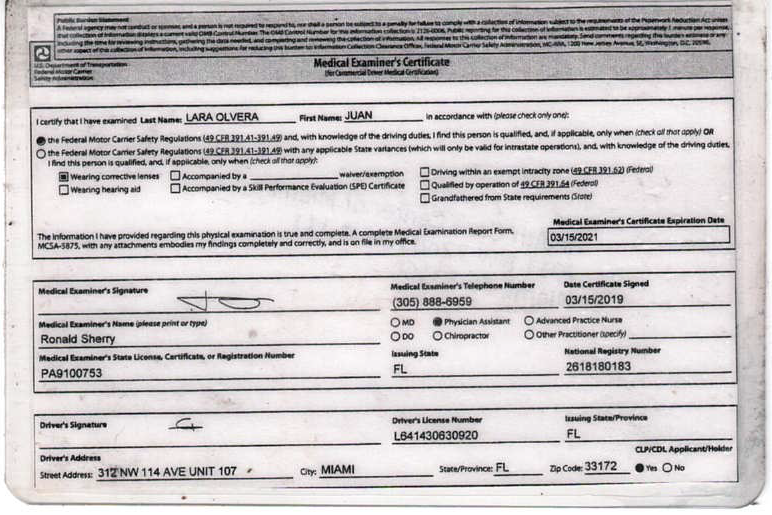 Public Burden Statement
A Federal agency may not conduct or sponsor, and a person is not required to respond to, nor shall a person be subject to a penalty for failure to comply with a collection of information subject to the requirements of the Paperwork Reduction Act unless
that collection of information displays a current valid OMB Control Number. The OMB Control Number for this information collection is 2126-0006. Public reporting for this collection of information is estimated to be approximately 1 minute per response,
including the time for reviewing instructions, gathering the data needed, and completing and reviewing the collection of information. All responses to this collection of information are mandatory. Send comments regarding this burden estimate or any
other aspect of this collection of information, including suggestions for reducing this burden to: Information Collection Clearance Officer, Federal Motor Carrier Safety Administration, MC-RRA, 1200 New Jersey Avenue, SE, Washington, D.C. 20590.
U.S. Department of Transportation
Federal Motor Carrier
Safety Administration
Medical Examiner's Certificate
(for Commercial Driver Medical Certification)
I certify that I have examined Last Name: LARA OLVERA First Name: JUAN in accordance with (please check only one):
the Federal Motor Carrier Safety Regulations (49 CFR 391.41-391.49) and, with knowledge of the driving duties, I find this person is qualified, and, if applicable, only when (check all that apply) OR
the Federal Motor Carrier Safety Regulations (49 CFR 391.41-391.49) with any applicable State variances (which will only be valid for intrastate operations), and, with knowledge of the driving duties,
I find this person is qualified, and, if applicable, only when (check all that apply):
Wearing corrective lenses Accompanied by a waiver/exemption Driving within an exempt intracity zone (49 CFR 391.62) (Federal)
Wearing hearing aid Accompanied by a Skill Performance Evaluation (SPE) Certificate Qualified by operation of 49 CFR 391.64 (Federal)
Grandfathered from State requirements (State)
Medical Examiner's Certificate Expiration Date
The information I have provided regarding this physical examination is true and complete. A complete Medical Examination Report Form, 03/15/2021
MCSA-5875, with any attachments embodies my findings completely and correctly, and is on file in my office.
Medical Examiner's Signature Medical Examiner's Telephone Number Date Certificate Signed
(305) 888-6959 03/15/2019
Medical Examiner's Name (please print or type) MD Physician Assistant Advanced Practice Nurse
Ronald Sherry DO Chiropractor Other Practitioner (specify)
Medical Examiner's State License, Certificate, or Registration Number Issuing State National Registry Number
PA9100753 FL 2618180183
Driver's Signature Driver's License Number Issuing State/Province
L641430630920 FL
Driver's Address CLP/CDL Applicant/Holder
Street Address: 312 NW 114 AVE UNIT 107 City: MIAMI State/Province: FL Zip Code: 33172 Yes No